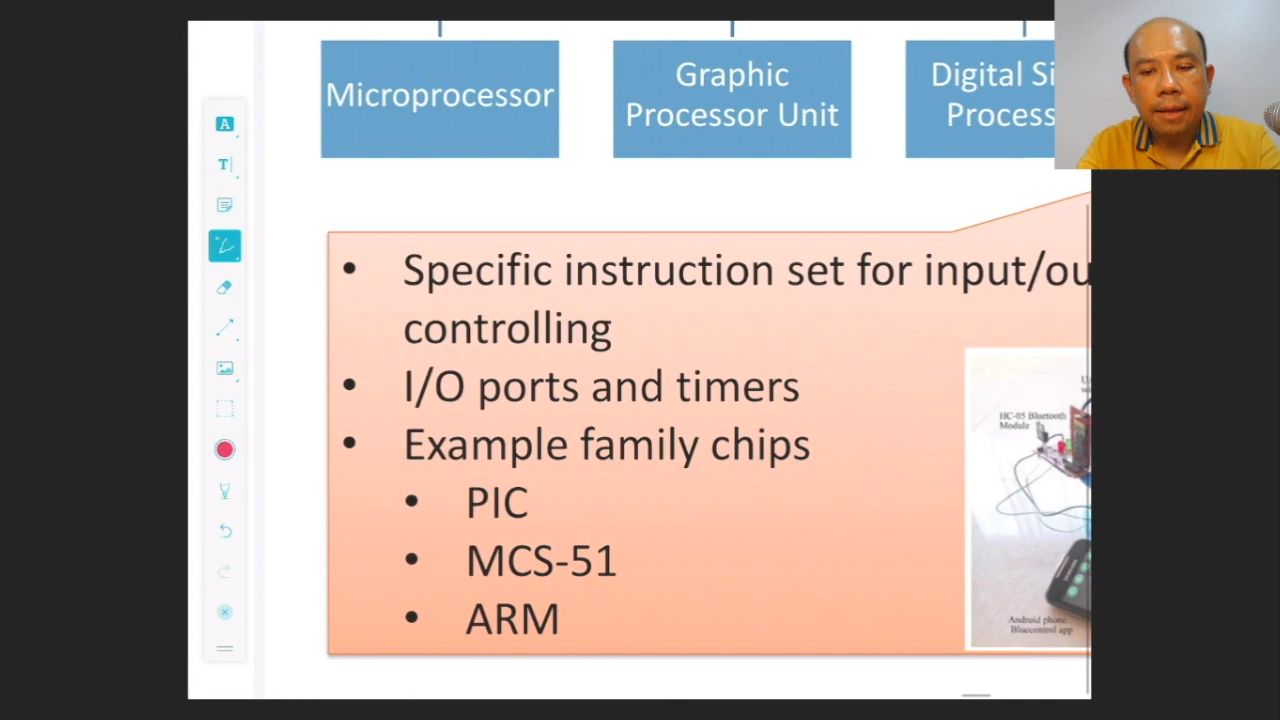 Microprocessor
Graphic
Processor Unit
Digital Si
Process
A
T
• Specific instruction set for input/ou
controlling
• I/O ports and timers
• Example family chips
• PIC
• MCS-51
• ARM
HC-05 Bluetooth
Module
Android phone
Bluecontrol app